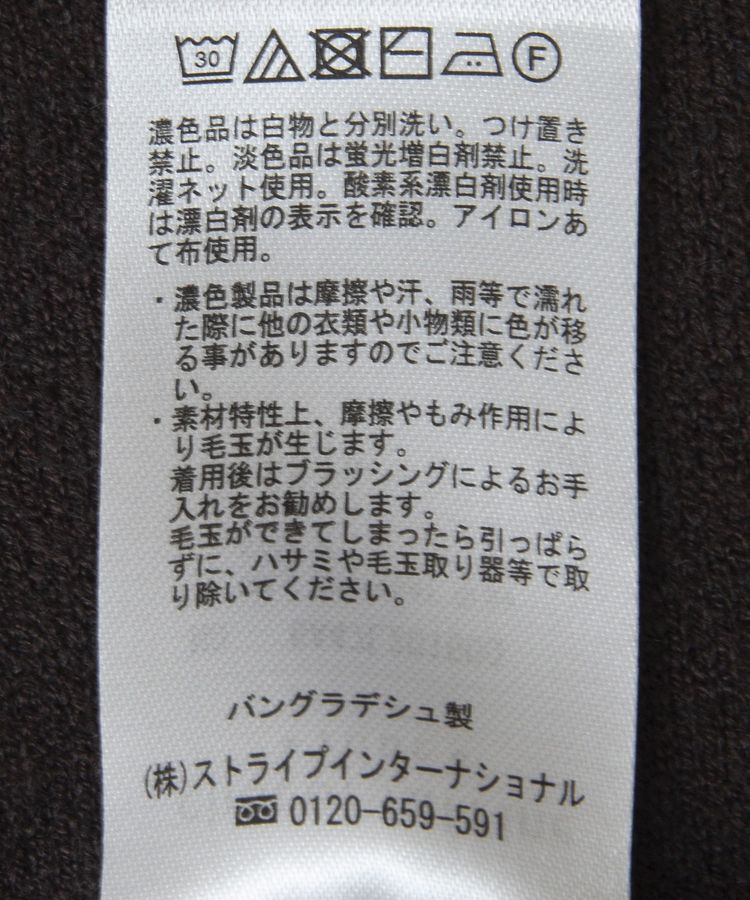 30 F
濃色品は白物と分別洗い。つけ置き
禁止。淡色品は蛍光増白剤禁止。洗
濯ネット使用。酸素系漂白剤使用時
は漂白剤の表示を確認。アイロンあ
て布使用。
・濃色製品は摩擦や汗、雨等で濡れ
た際に他の衣類や小物類に色が移
る事がありますのでご注意くださ
い。
・素材特性上、摩擦やもみ作用によ
り毛玉が生じます。
着用後はブラッシングによるお手
入れをお勧めします。
毛玉ができてしまったら引っぱら
ずに、ハサミや毛玉取り器等で取
り除いてください。
バングラデシュ製
(株)ストライプインターナショナル
0120-659-591